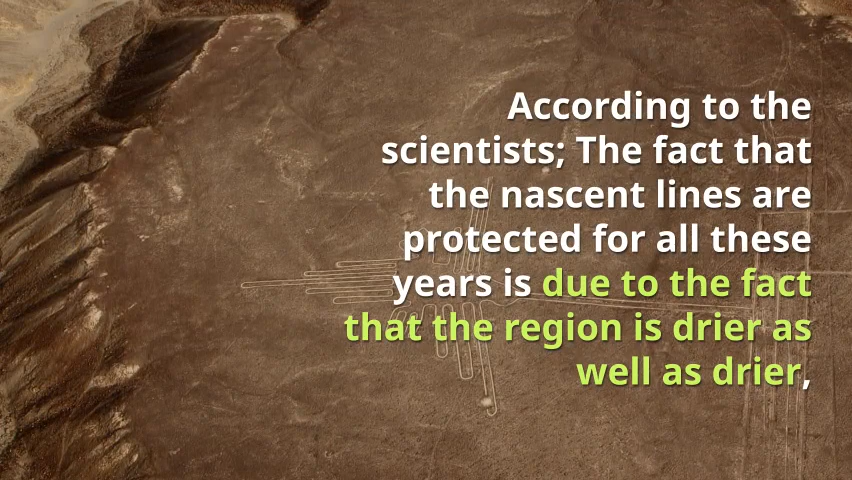 According to the
scientists; The fact that
the nascent lines are
protected for all these
years is due to the fact
that the region is drier as
well as drier,